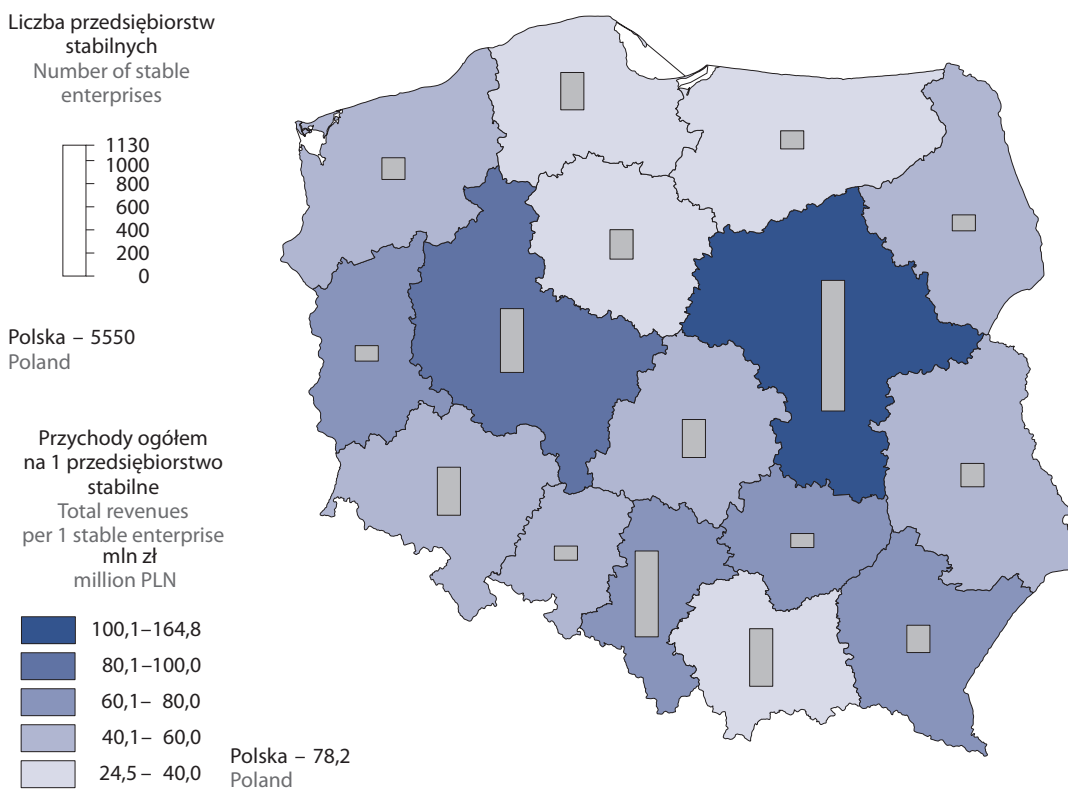 Liczba przedsiębiorstw
stabilnych
Number of stable
enterprises
1130
1000
800
600
400
200
0
Polska – 5550
Poland
Przychody ogółem
na 1 przedsiębiorstwo
stabilne
Total revenues
per 1 stable enterprise
mln zł
million PLN
100,1–164,8
80,1–100,0
60,1– 80,0
40,1– 60,0
24,5– 40,0
Polska – 78,2
Poland